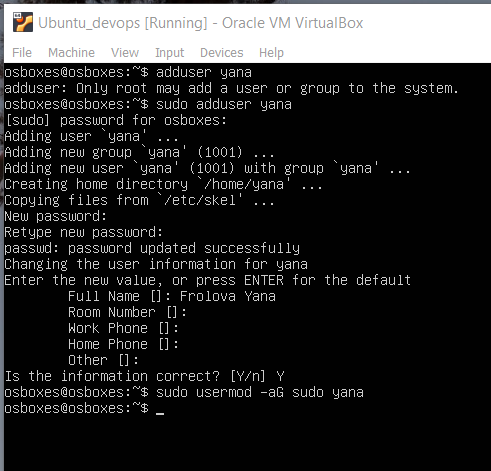 Ubuntu_devops [Running] - Oracle VM VirtualBox
File Machine View Input Devices Help
osboxes@osboxes:~$ adduser yana
adduser: Only root may add a user or group to the system.
osboxes@osboxes:~$ sudo adduser yana
[sudo] password for osboxes:
Adding user `yana' ...
Adding new group `yana' (1001) ...
Adding new user `yana' (1001) with group `yana' ...
Creating home directory `/home/yana' ...
Copying files from `/etc/skel' ...
New password:
Retype new password:
passwd: password updated successfully
Changing the user information for yana
Enter the new value, or press ENTER for the default
Full Name []: Frolova Yana
Room Number []:
Work Phone []:
Home Phone []:
Other []:
Is the information correct? [Y/n] Y
osboxes@osboxes:~$ sudo usermod -aG sudo yana
osboxes@osboxes:~$ _